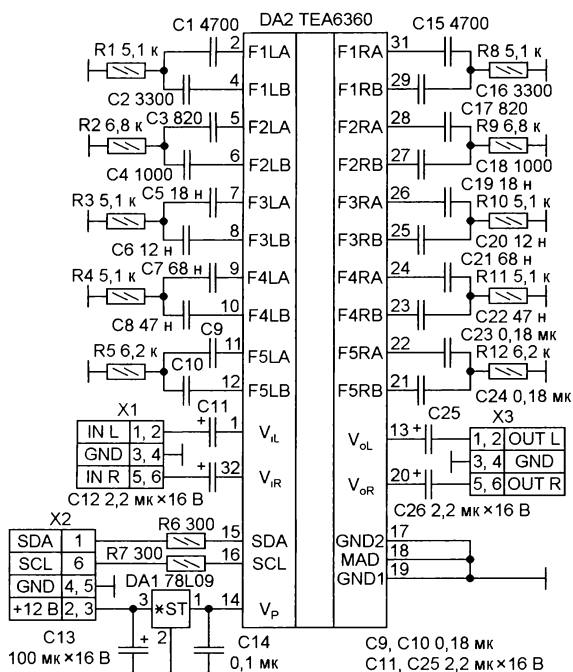 C1 4700
DA2 TEA6360
C15 4700
R1 5,1 к
2
F1LA
F1RA
31
R8 5,1 к
4
F1LB
F1RB
29
C2 3300
C16 3300
R2 6,8 к
C3 820
5
F2LA
F2RA
28
C17 820
R9 6,8 к
C4 1000
6
F2LB
F2RB
27
C18 1000
R3 5,1 к
C5 18 н
7
F3LA
F3RA
26
C19 18 н
R10 5,1 к
C6 12 н
8
F3LB
F3RB
25
C20 12 н
R4 5,1 к
C7 68 н
9
F4LA
F4RA
24
C21 68 н
R11 5,1 к
C8 47 н
10
F4LB
F4RB
23
C22 47 н
C9
C23 0,18 мк
R5 6,2 к
11
F5LA
F5RA
22
R12 6,2 к
C10
12
F5LB
F5RB
21
C24 0,18 мк
X1
C11
C25
X3
IN L 1, 2
+
1
ViL
VoL
13
+
1, 2 OUT L
GND 3, 4
3, 4 GND
IN R 5, 6
+
32
ViR
VoR
20
+
5, 6 OUT R
C12 2,2 мк×16 В
C26 2,2 мк×16 В
X2
R6 300
SDA 1
15
SDA
GND2
17
SCL 6
R7 300
16
SCL
MAD
18
GND 4, 5
GND1
19
DA1 78L09
+12 В 2, 3
3
*ST
1
14
VP
2
C13
+
100 мк×16 В
C14
0,1 мк
C9, C10 0,18 мк
C11, C25 2,2 мк×16 В